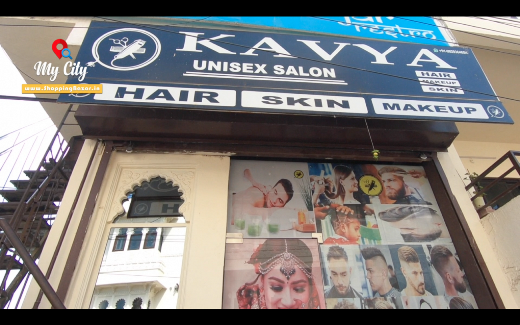 My City
www.ShoppingBazar.in
KAVYA
UNISEX SALON
HAIR
MAKEUP
SKIN
HAIR
SKIN
MAKEUP